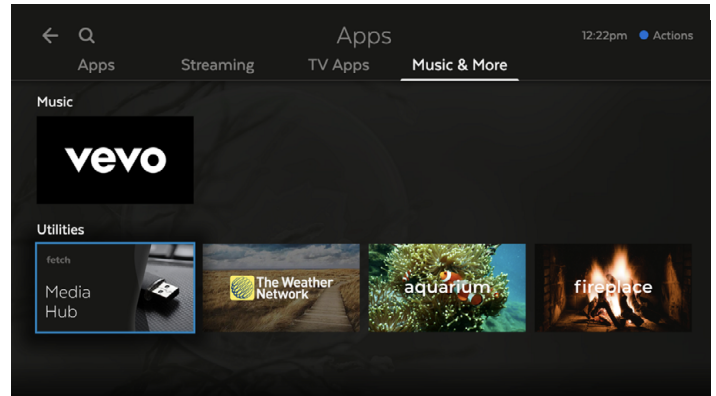 Apps
12:22pm Actions
Apps Streaming TV Apps Music & More
Music
vevo
Utilities
fetch
Media
Hub
The Weather
Network
aquarium
fireplace